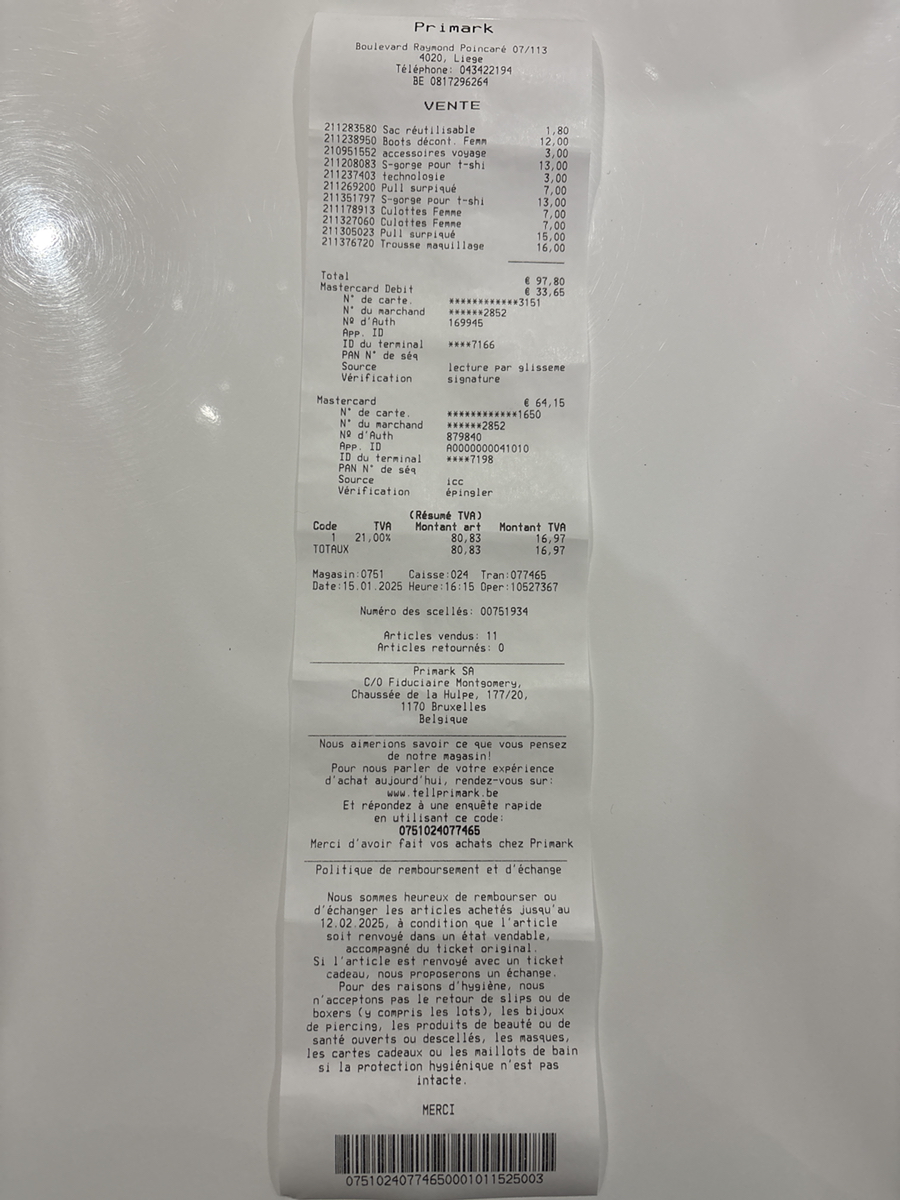 Primark
Boulevard Raymond Poincaré 07/113
4020, Liege
Téléphone: 043422194
BE 0817296264
VENTE
211283580 Sac réutilisable 1,80
211238950 Boots décont. Femm 12,00
210951552 accessoires voyage 3,00
211208083 S-gorge pour t-shi 13,00
211237403 technologie 3,00
211269200 Pull surpiqué 7,00
211351797 S-gorge pour t-shi 13,00
211178913 Culottes Femme 7,00
211327060 Culottes Femme 7,00
211305023 Pull surpiqué 15,00
211376720 Trousse maquillage 16,00
Total € 97,80
Mastercard Debit € 33,65
N° de carte. ************3151
N° du marchand ******2852
Nº d'Auth 169945
App. ID
ID du terminal ****7166
PAN N° de séq
Source lecture par glisseme
Vérification signature
Mastercard € 64,15
N° de carte. ************1650
N° du marchand ******2852
Nº d'Auth 879840
App. ID A0000000041010
ID du terminal ****7198
PAN N° de séq
Source icc
Vérification épingler
(Résumé TVA)
Code TVA Montant art Montant TVA
1 21,00% 80,83 16,97
TOTAUX 80,83 16,97
Magasin:0751 Caisse:024 Tran:077465
Date:15.01.2025 Heure:16:15 Oper:10527367
Numéro des scellés: 00751934
Articles vendus: 11
Articles retournés: 0
Primark SA
C/O Fiduciaire Montgomery,
Chaussée de la Hulpe, 177/20,
1170 Bruxelles
Belgique
Nous aimerions savoir ce que vous pensez
de notre magasin!
Pour nous parler de votre expérience
d'achat aujourd'hui, rendez-vous sur:
www.tellprimark.be
Et répondez à une enquête rapide
en utilisant ce code:
0751024077465
Merci d'avoir fait vos achats chez Primark
Politique de remboursement et d'échange
Nous sommes heureux de rembourser ou
d'échanger les articles achetés jusqu'au
12.02.2025, à condition que l'article
soit renvoyé dans un état vendable,
accompagné du ticket original.
Si l'article est renvoyé avec un ticket
cadeau, nous proposerons un échange.
Pour des raisons d'hygiène, nous
n'acceptons pas le retour de slips ou de
boxers (y compris les lots), les bijoux
de piercing, les produits de beauté ou de
santé ouverts ou descellés, les masques,
les cartes cadeaux ou les maillots de bain
si la protection hygiénique n'est pas
intacte.
MERCI
07510240774650001011525003